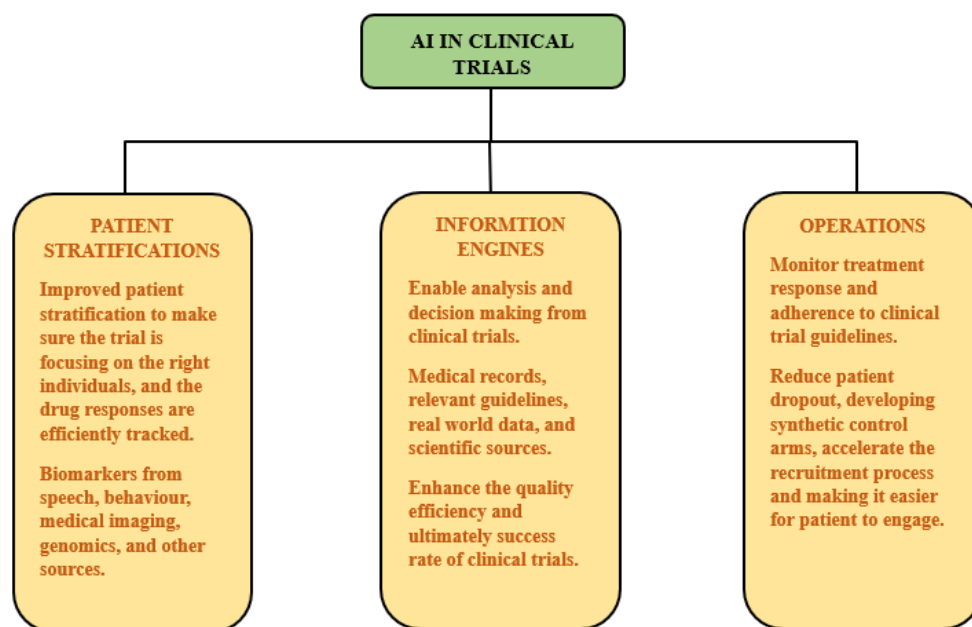 AI IN CLINICAL
TRIALS
PATIENT
STRATIFICATIONS
Improved patient
stratification to make
sure the trial is
focusing on the right
individuals, and the
drug responses are
efficiently tracked.
Biomarkers from
speech, behaviour,
medical imaging,
genomics, and other
sources.
INFORMTION
ENGINES
Enable analysis and
decision making from
clinical trials.
Medical records,
relevant guidelines,
real world data, and
scientific sources.
Enhance the quality
efficiency and
ultimately success
rate of clinical trials.
OPERATIONS
Monitor treatment
response and
adherence to clinical
trial guidelines.
Reduce patient
dropout, developing
synthetic control
arms, accelerate the
recruitment process
and making it easier
for patient to engage.